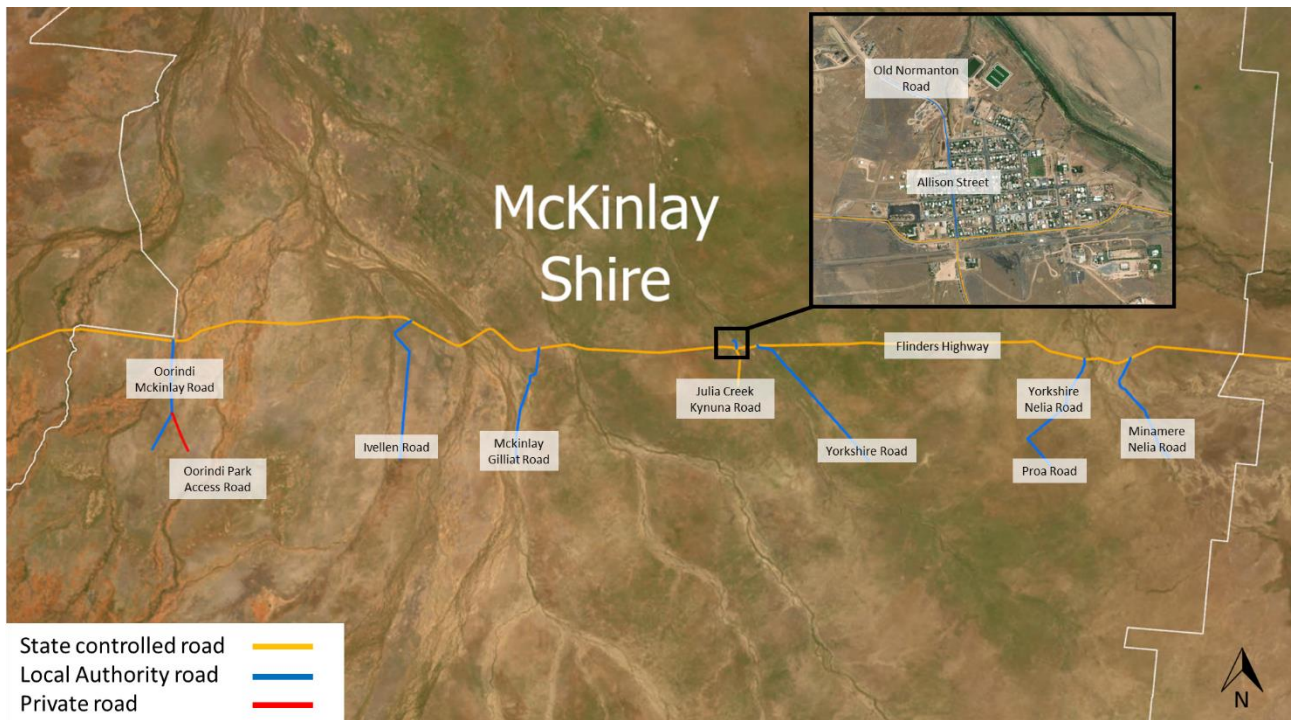 Old Normanton
Road
Allison Street
McKinlay
Shire
Flinders Highway
Oorindi
Mckinlay Road
Oorindi Park
Access Road
Ivellen Road
Mckinlay
Gilliat Road
Julia Creek
Kynuna Road
Yorkshire Road
Yorkshire
Nelia Road
Proa Road
Minamere
Nelia Road
State controlled road
Local Authority road
Private road
N